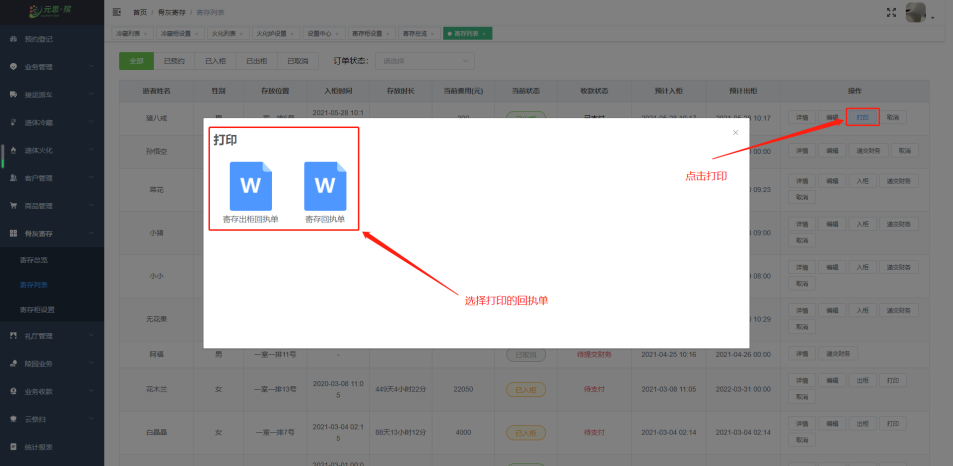 元思·殡
首页 / 骨灰寄存 / 寄存列表
冷藏列表 × 冷藏柜设置 × 火化列表 × 火化炉设置 × 设置中心 × 寄存柜设置 × 寄存总览 × 寄存列表 ×
预约登记
业务管理
接运派车
遗体冷藏
遗体火化
客户管理
商品管理
骨灰寄存
寄存总览
寄存列表
寄存柜设置
礼厅管理
陵园业务
业务收款
云祭扫
统计报表
全部 已预约 已入柜 已出柜 已取消 订单状态: 请选择
逝者姓名 性别 存放位置 入柜时间 存放时长 当前费用(元) 当前状态 收款状态 预计入柜 预计出柜 操作
猪八戒 2021-05-28 10:1 10:17 详情 编辑 打印 取消
孙悟空 00:00 详情 编辑 递交财务 取消
09:23 详情 编辑 入柜 递交财务
取消
小猪 09:00 详情 编辑 入柜 递交财务
取消
小小 08:00 详情 编辑 入柜 递交财务
取消
无花果 10:29 详情 编辑 入柜 递交财务
取消
阿福 男 一室一排11号 - 已取消 待提交财务 2021-04-25 10:16 2021-04-26 00:00 详情 递交财务
花木兰 女 一室一排13号 2020-03-08 11:0
5 449天4小时22分 22050 已入柜 待支付 2021-03-08 11:05 2022-03-31 00:00 详情 编辑 出柜 打印
取消
白晶晶 女 一室一排7号 2021-03-04 02:1
5 88天13小时12分 4000 已入柜 待支付 2021-03-04 02:14 2021-03-04 02:14 详情 编辑 出柜 打印
取消
2021-03-01 00:0
打印
×
W W
寄存出柜回执单 寄存回执单
点击打印
选择打印的回执单